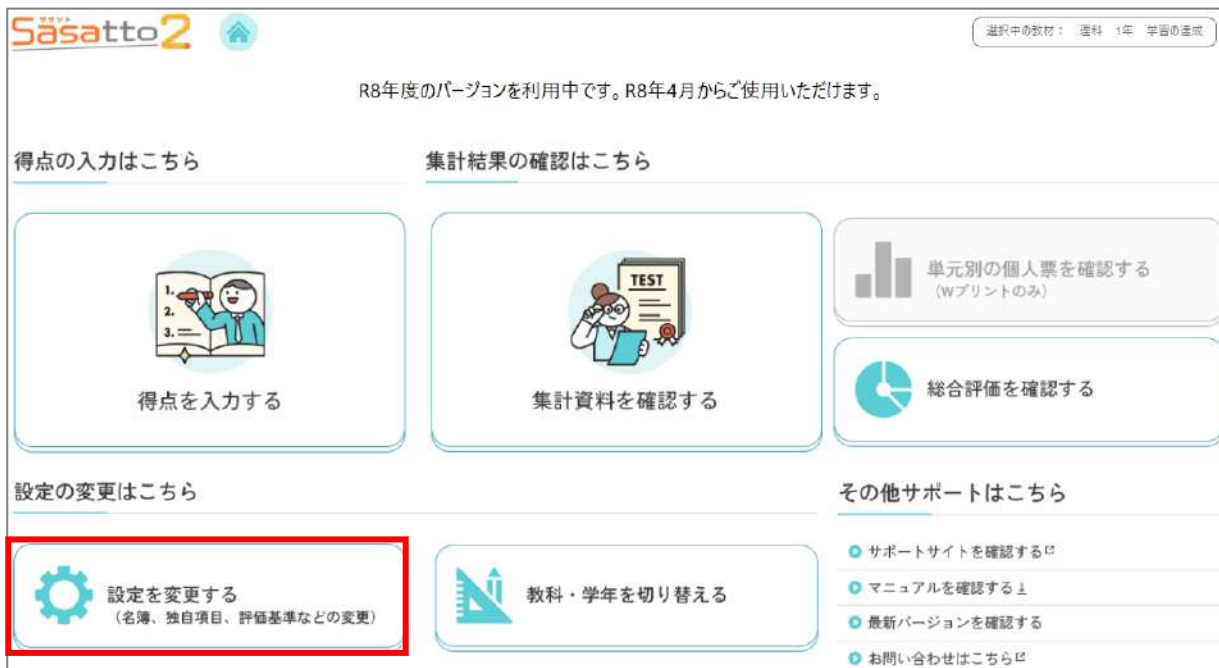 ササット
Sasatto2
選択中の教材： 理科 1年 学習の達成
R8年度のバージョンを利用中です。R8年4月からご使用いただけます。
得点の入力はこちら
集計結果の確認はこちら
1.
2.
3.
得点を入力する
TEST
集計資料を確認する
単元別の個人票を確認する
（Wプリントのみ）
総合評価を確認する
設定の変更はこちら
その他サポートはこちら
設定を変更する
（名簿、独自項目、評価基準などの変更）
教科・学年を切り替える
サポートサイトを確認する
マニュアルを確認する
最新バージョンを確認する
お問い合わせはこちら